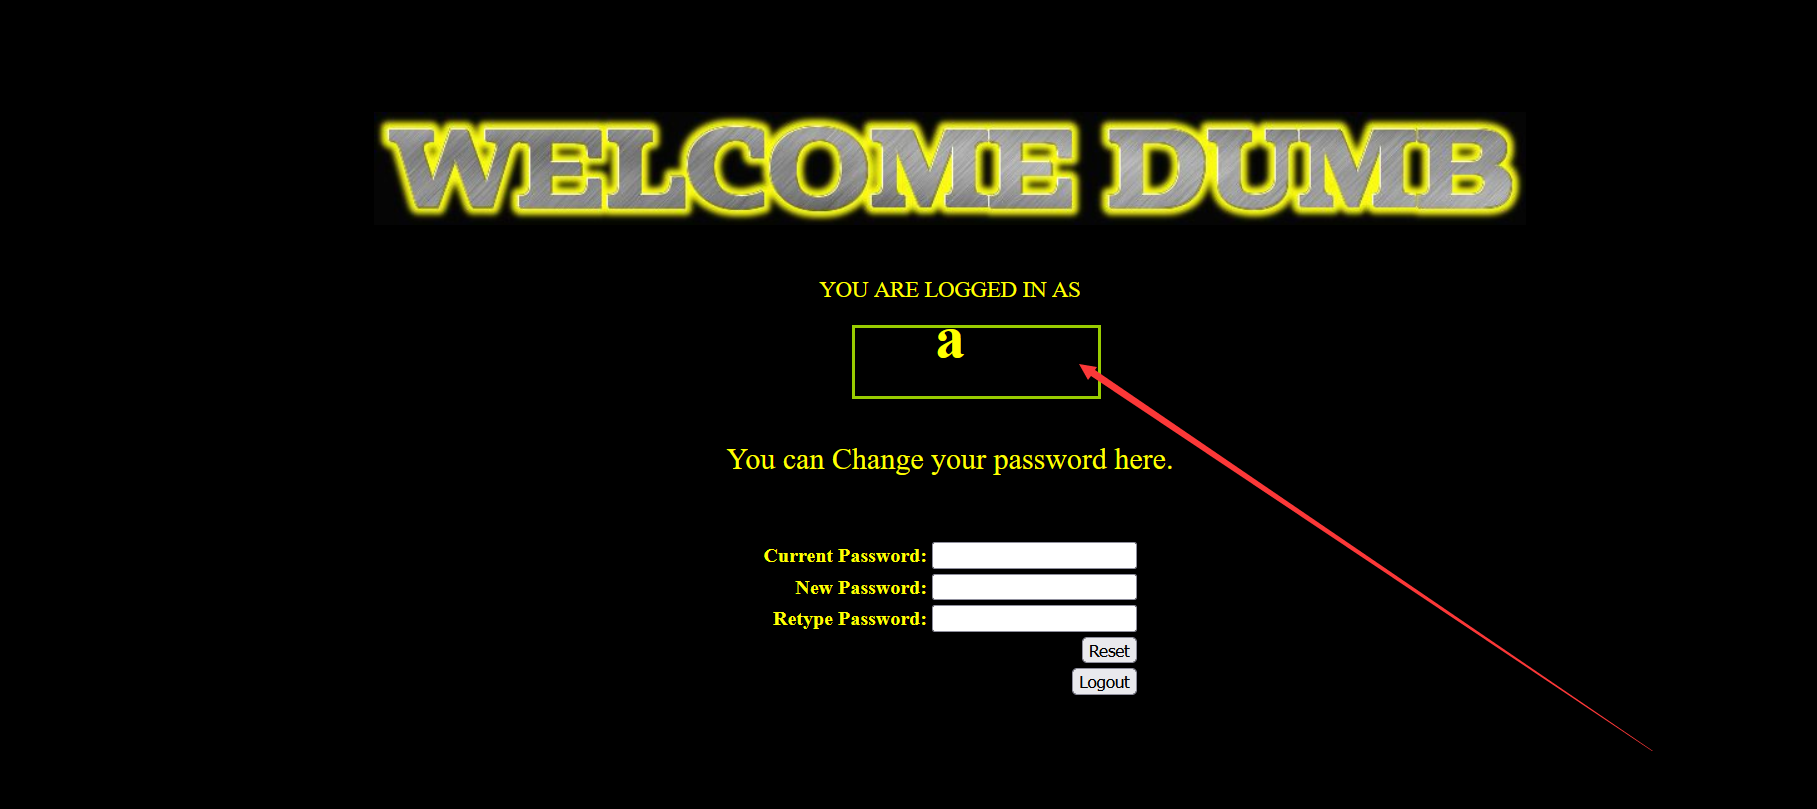 WELCOME DUMB
YOU ARE LOGGED IN AS
a
You can Change your password here.
Current Password:
New Password:
Retype Password:
Reset
Logout